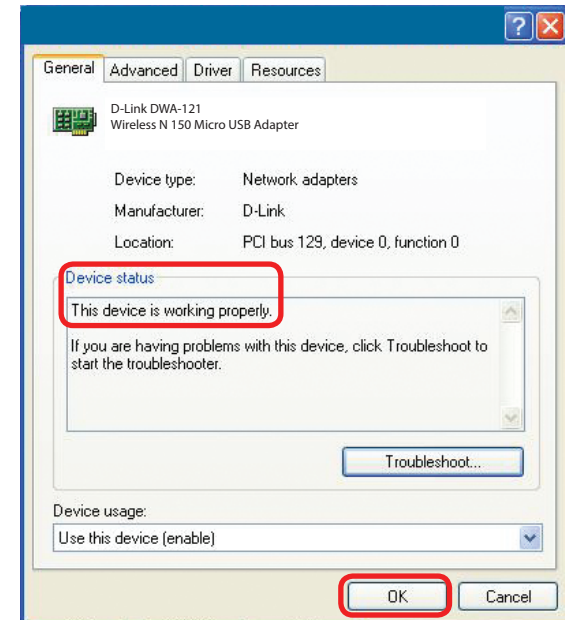 General Advanced Driver Resources
D-Link DWA-121
Wireless N 150 Micro USB Adapter
Device type: Network adapters
Manufacturer: D-Link
Location: PCI bus 129, device 0, function 0
Device status
This device is working properly.
If you are having problems with this device, click Troubleshoot to
start the troubleshooter.
Troubleshoot...
Device usage:
Use this device (enable)
OK Cancel